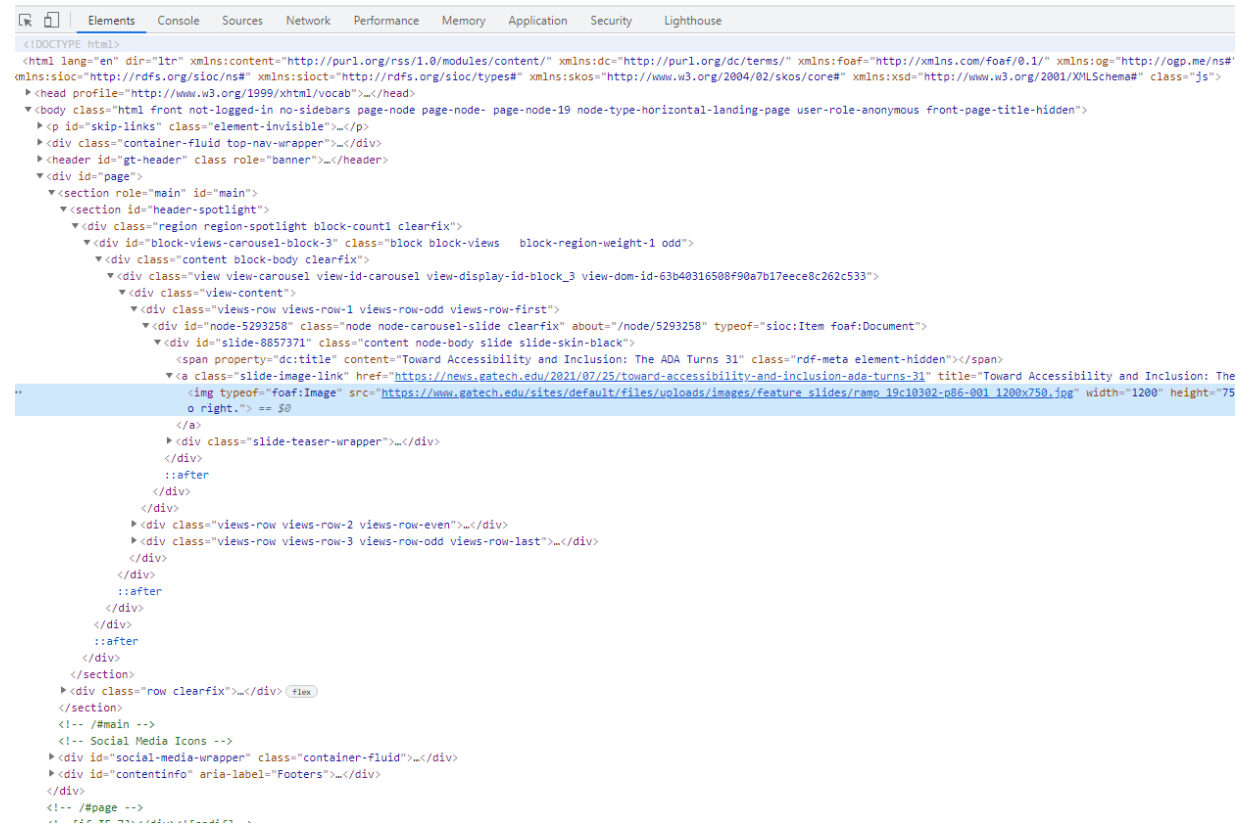 Elements Console Sources Network Performance Memory Application Security Lighthouse
<!DOCTYPE html>
<html lang="en" dir="ltr" xmlns:content="http://purl.org/rss/1.0/modules/content/" xmlns:dc="http://purl.org/dc/terms/" xmlns:foaf="http://xmlns.com/foaf/0.1/" xmlns:og="http://ogp.me/ns#"
xmlns:sioc="http://rdfs.org/sioc/ns#" xmlns:sioct="http://rdfs.org/sioc/types#" xmlns:skos="http://www.w3.org/2004/02/skos/core#" xmlns:xsd="http://www.w3.org/2001/XMLSchema#" class="js">
▶<head profile="http://www.w3.org/1999/xhtml/vocab">…</head>
▼<body class="html front not-logged-in no-sidebars page-node page-node- page-node-19 node-type-horizontal-landing-page user-role-anonymous front-page-title-hidden">
▶<p id="skip-links" class="element-invisible">…</p>
▶<div class="container-fluid top-nav-wrapper">…</div>
▶<header id="gt-header" class role="banner">…</header>
▼<div id="page">
▼<section role="main" id="main">
▼<section id="header-spotlight">
▼<div class="region region-spotlight block-count1 clearfix">
▼<div id="block-views-carousel-block-3" class="block block-views   block-region-weight-1 odd">
▼<div class="content block-body clearfix">
▼<div class="view view-carousel view-id-carousel view-display-id-block_3 view-dom-id-63b40316508f90a7b17eece8c262c533">
▼<div class="view-content">
▼<div class="views-row views-row-1 views-row-odd views-row-first">
▼<div id="node-5293258" class="node node-carousel-slide clearfix" about="/node/5293258" typeof="sioc:Item foaf:Document">
▼<div id="slide-8857371" class="content node-body slide slide-skin-black">
<span property="dc:title" content="Toward Accessibility and Inclusion: The ADA Turns 31" class="rdf-meta element-hidden"></span>
▼<a class="slide-image-link" href="https://news.gatech.edu/2021/07/25/toward-accessibility-and-inclusion-ada-turns-31" title="Toward Accessibility and Inclusion: The
<img typeof="foaf:Image" src="https://www.gatech.edu/sites/default/files/uploads/images/feature_slides/ramp_19c10302-p86-001_1200x750.jpg" width="1200" height="75
o right."> == $0
</a>
▶<div class="slide-teaser-wrapper">…</div>
</div>
::after
</div>
</div>
▶<div class="views-row views-row-2 views-row-even">…</div>
▶<div class="views-row views-row-3 views-row-odd views-row-last">…</div>
</div>
</div>
::after
</div>
</div>
::after
</div>
</section>
▶<div class="row clearfix">…</div> flex
</section>
<!-- /#main -->
<!-- Social Media Icons -->
▶<div id="social-media-wrapper" class="container-fluid">…</div>
▶<div id="contentinfo" aria-label="Footers">…</div>
</div>
<!-- /#page -->